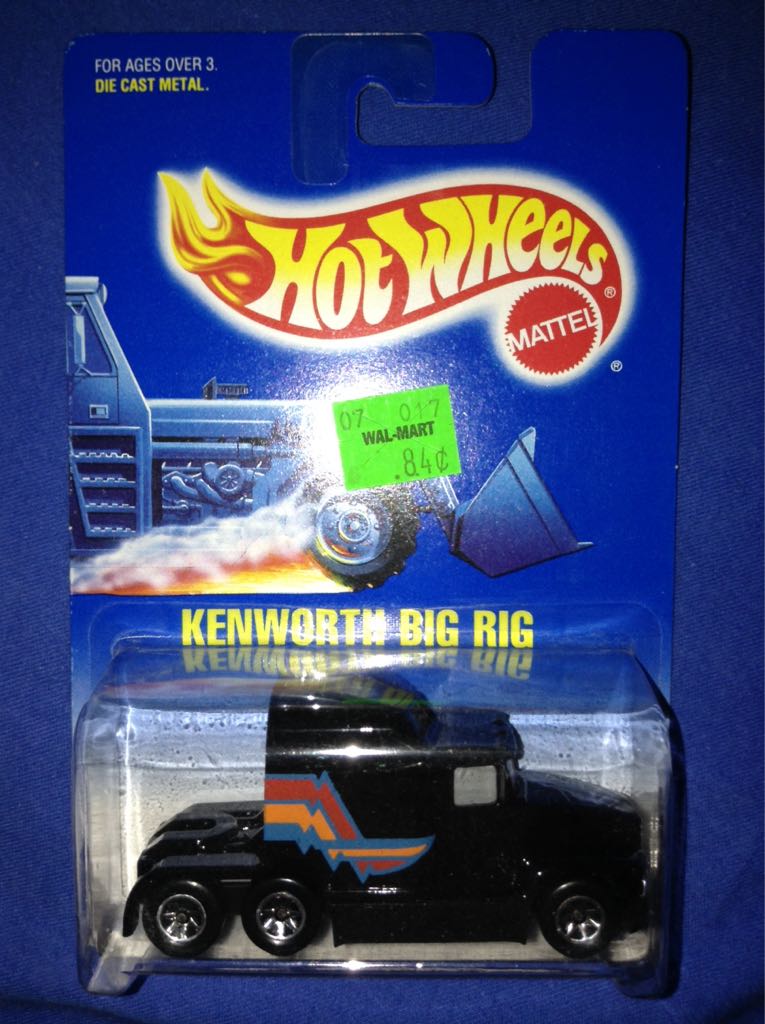 FOR AGES OVER 3.
DIE CAST METAL.
Hot Wheels ®
MATTEL
®
07 017
WAL-MART
.84¢
KENWORTH BIG RIG